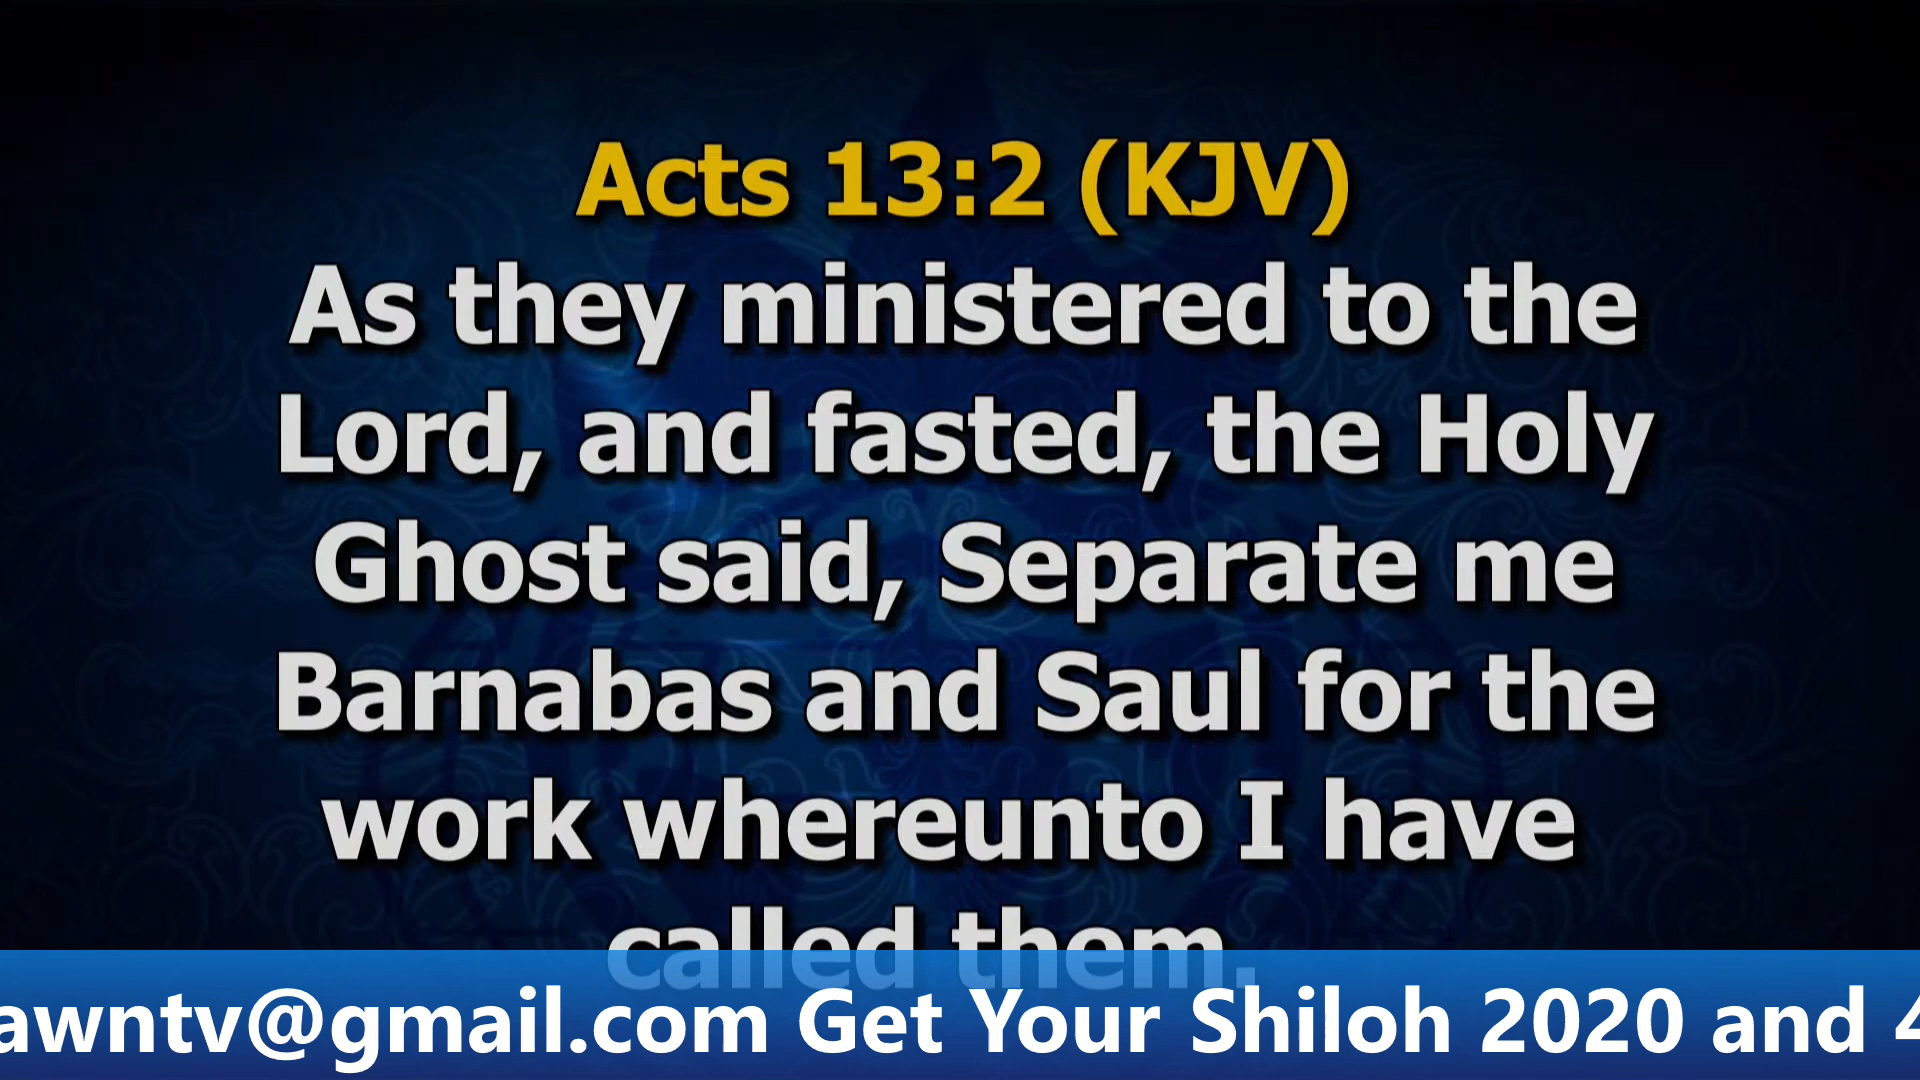 Acts 13:2 (KJV)
As they ministered to the
Lord, and fasted, the Holy
Ghost said, Separate me
Barnabas and Saul for the
work whereunto I have
called them.
awntv@gmail.com Get Your Shiloh 2020 and 4